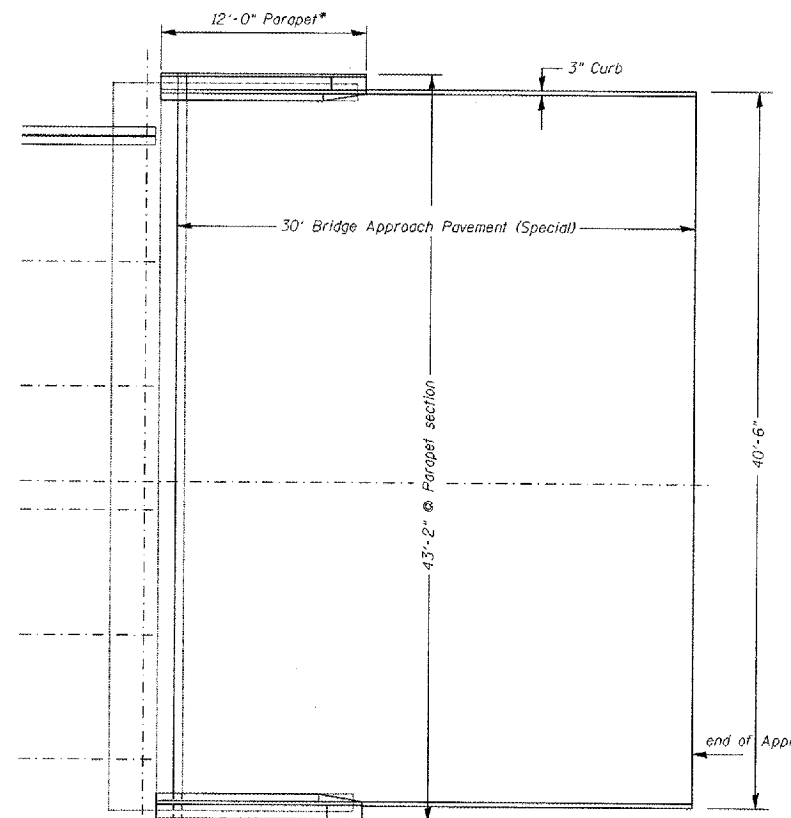 12'-0" Parapet*
3" Curb
30' Bridge Approach Pavement (Special)
43'-2" @ Parapet section
40'-6"
end of